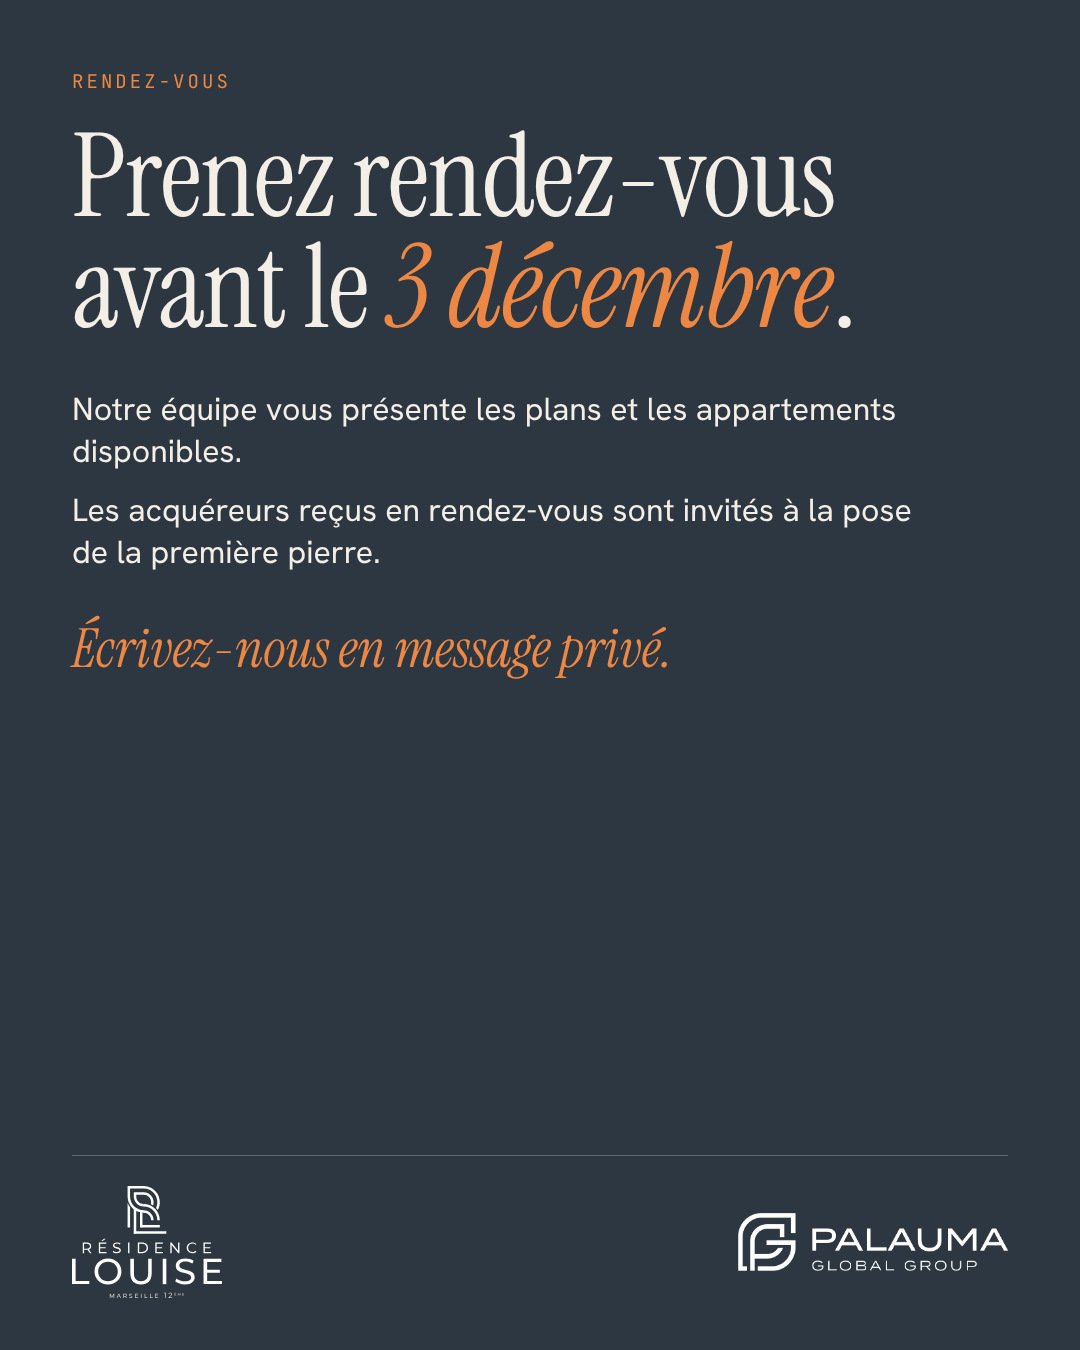 RENDEZ-VOUS
Prenez rendez-vous
avant le 3 décembre.
Notre équipe vous présente les plans et les appartements
disponibles.
Les acquéreurs reçus en rendez-vous sont invités à la pose
de la première pierre.
Écrivez-nous en message privé.
RÉSIDENCE
LOUISE
MARSEILLE 12ÈME
PALAUMA
GLOBAL GROUP